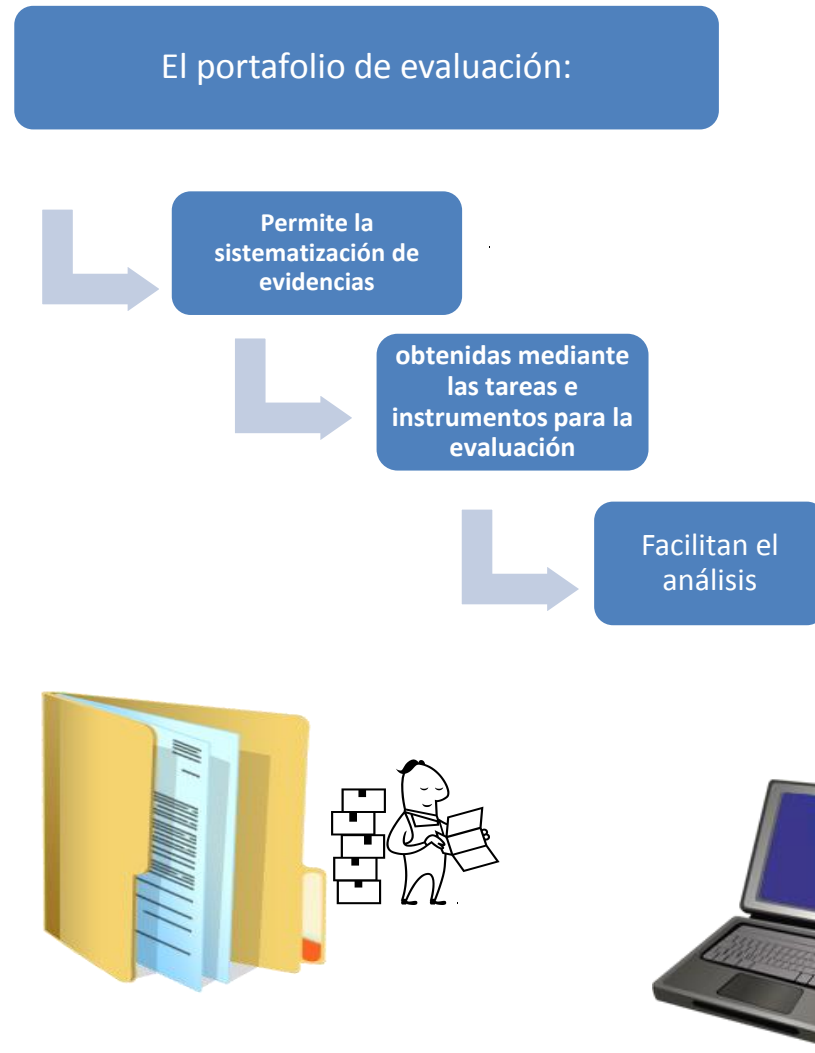 El portafolio de evaluación:
Permite la
sistematización de
evidencias
obtenidas mediante
las tareas e
instrumentos para la
evaluación
Facilitan el
análisis